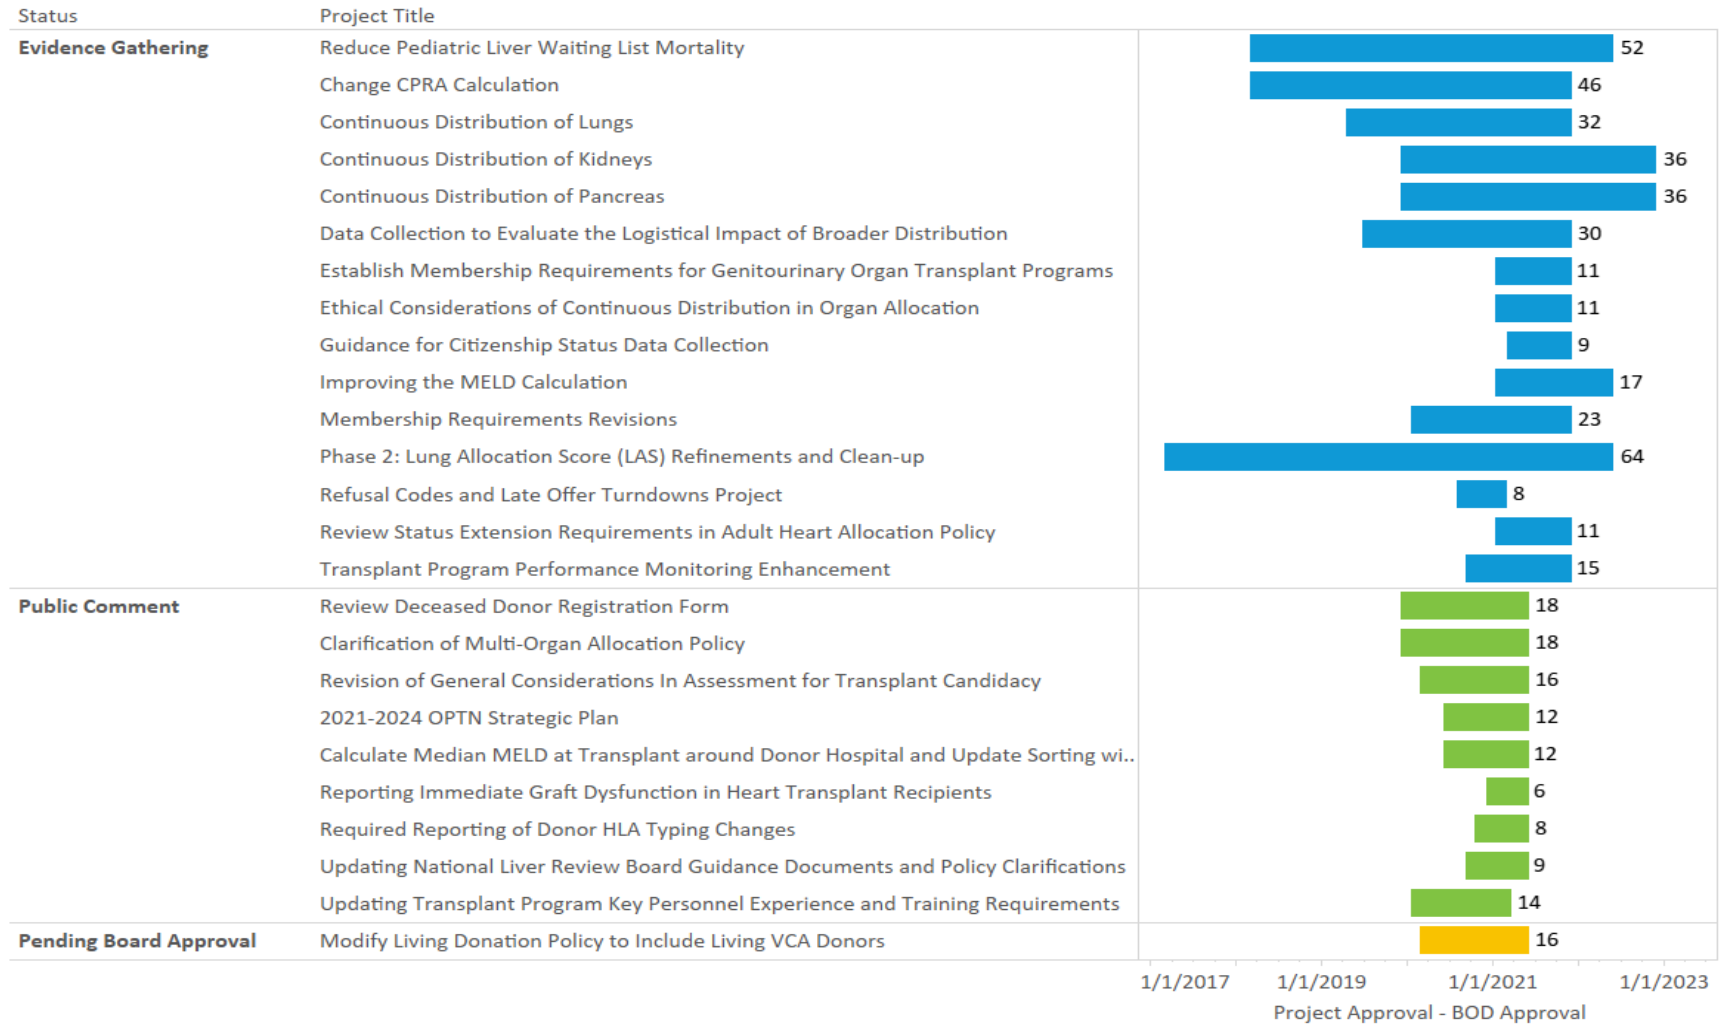 Status Project Title
Evidence Gathering Reduce Pediatric Liver Waiting List Mortality 52
Change CPRA Calculation 46
Continuous Distribution of Lungs 32
Continuous Distribution of Kidneys 36
Continuous Distribution of Pancreas 36
Data Collection to Evaluate the Logistical Impact of Broader Distribution 30
Establish Membership Requirements for Genitourinary Organ Transplant Programs 11
Ethical Considerations of Continuous Distribution in Organ Allocation 11
Guidance for Citizenship Status Data Collection 9
Improving the MELD Calculation 17
Membership Requirements Revisions 23
Phase 2: Lung Allocation Score (LAS) Refinements and Clean-up 64
Refusal Codes and Late Offer Turndowns Project 8
Review Status Extension Requirements in Adult Heart Allocation Policy 11
Transplant Program Performance Monitoring Enhancement 15
Public Comment Review Deceased Donor Registration Form 18
Clarification of Multi-Organ Allocation Policy 18
Revision of General Considerations In Assessment for Transplant Candidacy 16
2021-2024 OPTN Strategic Plan 12
Calculate Median MELD at Transplant around Donor Hospital and Update Sorting wi.. 12
Reporting Immediate Graft Dysfunction in Heart Transplant Recipients 6
Required Reporting of Donor HLA Typing Changes 8
Updating National Liver Review Board Guidance Documents and Policy Clarifications 9
Updating Transplant Program Key Personnel Experience and Training Requirements 14
Pending Board Approval Modify Living Donation Policy to Include Living VCA Donors 16
1/1/2017 1/1/2019 1/1/2021 1/1/2023
Project Approval - BOD Approval